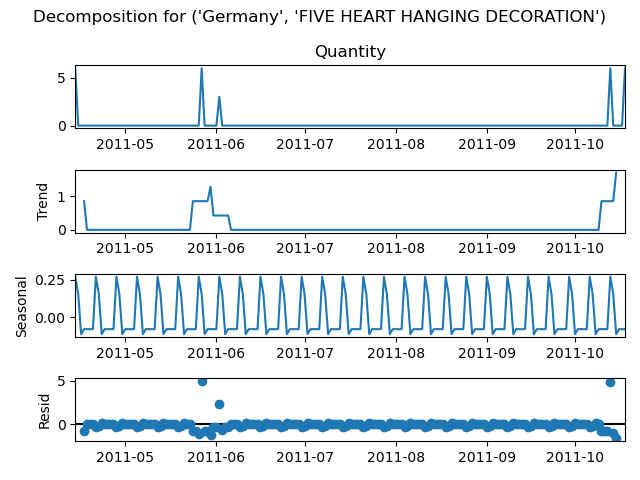 Decomposition for ('Germany', 'FIVE HEART HANGING DECORATION')
Quantity
5
0
2011-05 2011-06 2011-07 2011-08 2011-09 2011-10
Trend
1
0
2011-05 2011-06 2011-07 2011-08 2011-09 2011-10
Seasonal
0.25
0.00
2011-05 2011-06 2011-07 2011-08 2011-09 2011-10
Resid
5
0
2011-05 2011-06 2011-07 2011-08 2011-09 2011-10